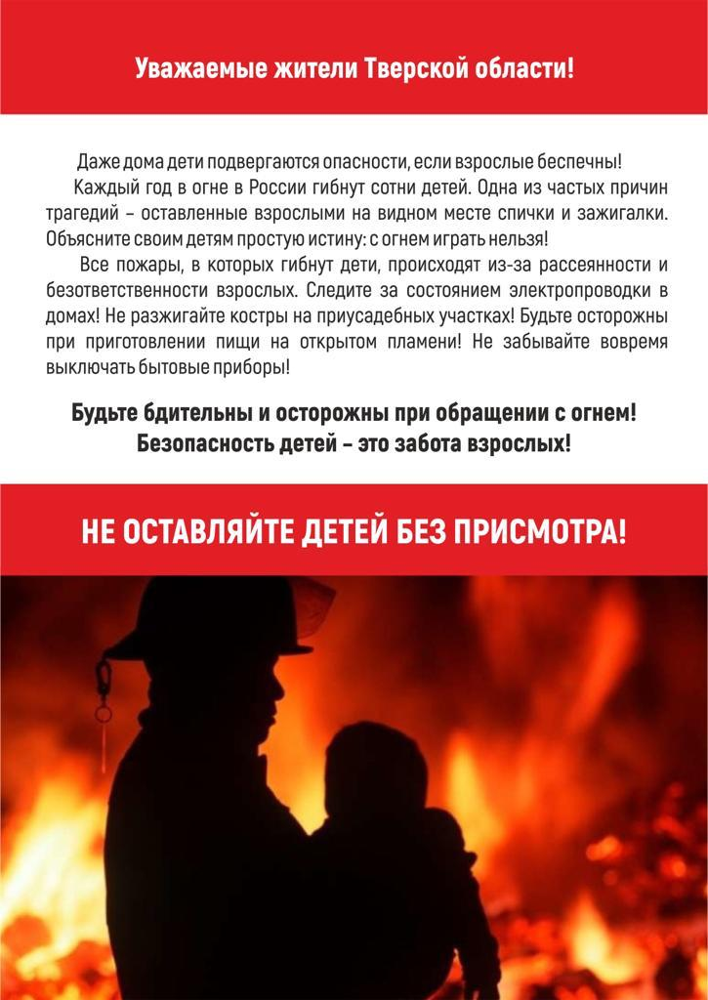 Уважаемые жители Тверской области!
Даже дома дети подвергаются опасности, если взрослые беспечны!
Каждый год в огне в России гибнут сотни детей. Одна из частых причин
трагедий – оставленные взрослыми на видном месте спички и зажигалки.
Объясните своим детям простую истину: с огнем играть нельзя!
Все пожары, в которых гибнут дети, происходят из-за рассеянности и
безответственности взрослых. Следите за состоянием электропроводки в
домах! Не разжигайте костры на приусадебных участках! Будьте осторожны
при приготовлении пищи на открытом пламени! Не забывайте вовремя
выключать бытовые приборы!
Будьте бдительны и осторожны при обращении с огнем!
Безопасность детей – это забота взрослых!
НЕ ОСТАВЛЯЙТЕ ДЕТЕЙ БЕЗ ПРИСМОТРА!